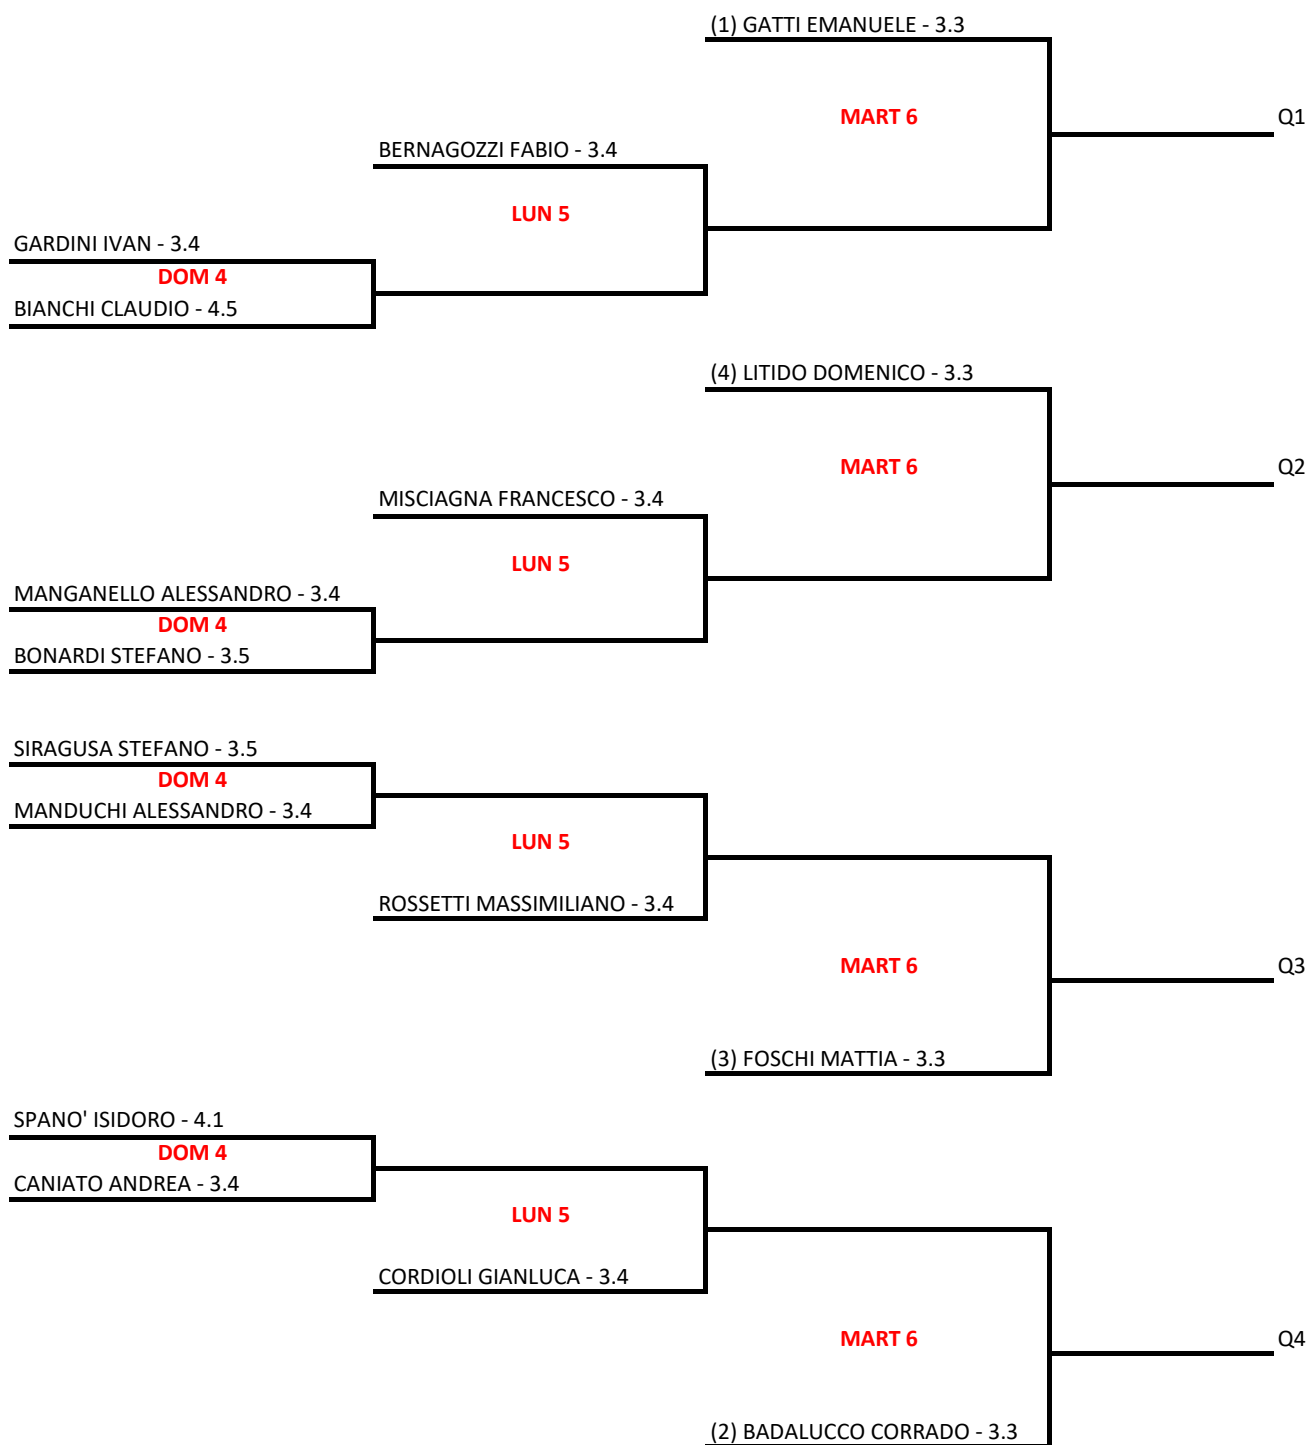 (1) GATTI EMANUELE - 3.3
MART 6
Q1
BERNAGOZZI FABIO - 3.4
LUN 5
GARDINI IVAN - 3.4
DOM 4
BIANCHI CLAUDIO - 4.5
(4) LITIDO DOMENICO - 3.3
MART 6
Q2
MISCIAGNA FRANCESCO - 3.4
LUN 5
MANGANELLO ALESSANDRO - 3.4
DOM 4
BONARDI STEFANO - 3.5
SIRAGUSA STEFANO - 3.5
DOM 4
MANDUCHI ALESSANDRO - 3.4
LUN 5
ROSSETTI MASSIMILIANO - 3.4
MART 6
Q3
(3) FOSCHI MATTIA - 3.3
SPANO' ISIDORO - 4.1
DOM 4
CANIATO ANDREA - 3.4
LUN 5
CORDIOLI GIANLUCA - 3.4
MART 6
Q4
(2) BADALUCCO CORRADO - 3.3